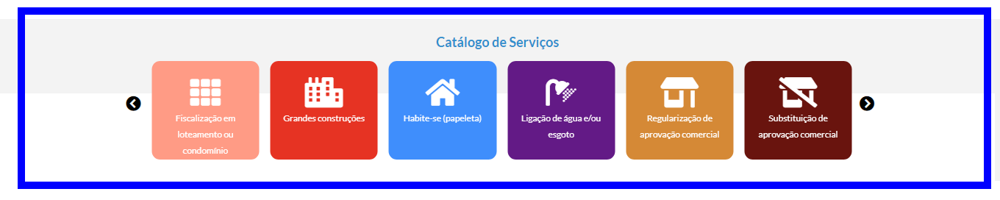 Catálogo de Serviços
Fiscalização em
loteamento ou
condomínio
Grandes construções
Habite-se (papeleta)
Ligação de água e/ou
esgoto
Regularização de
aprovação comercial
Substituição de
aprovação comercial